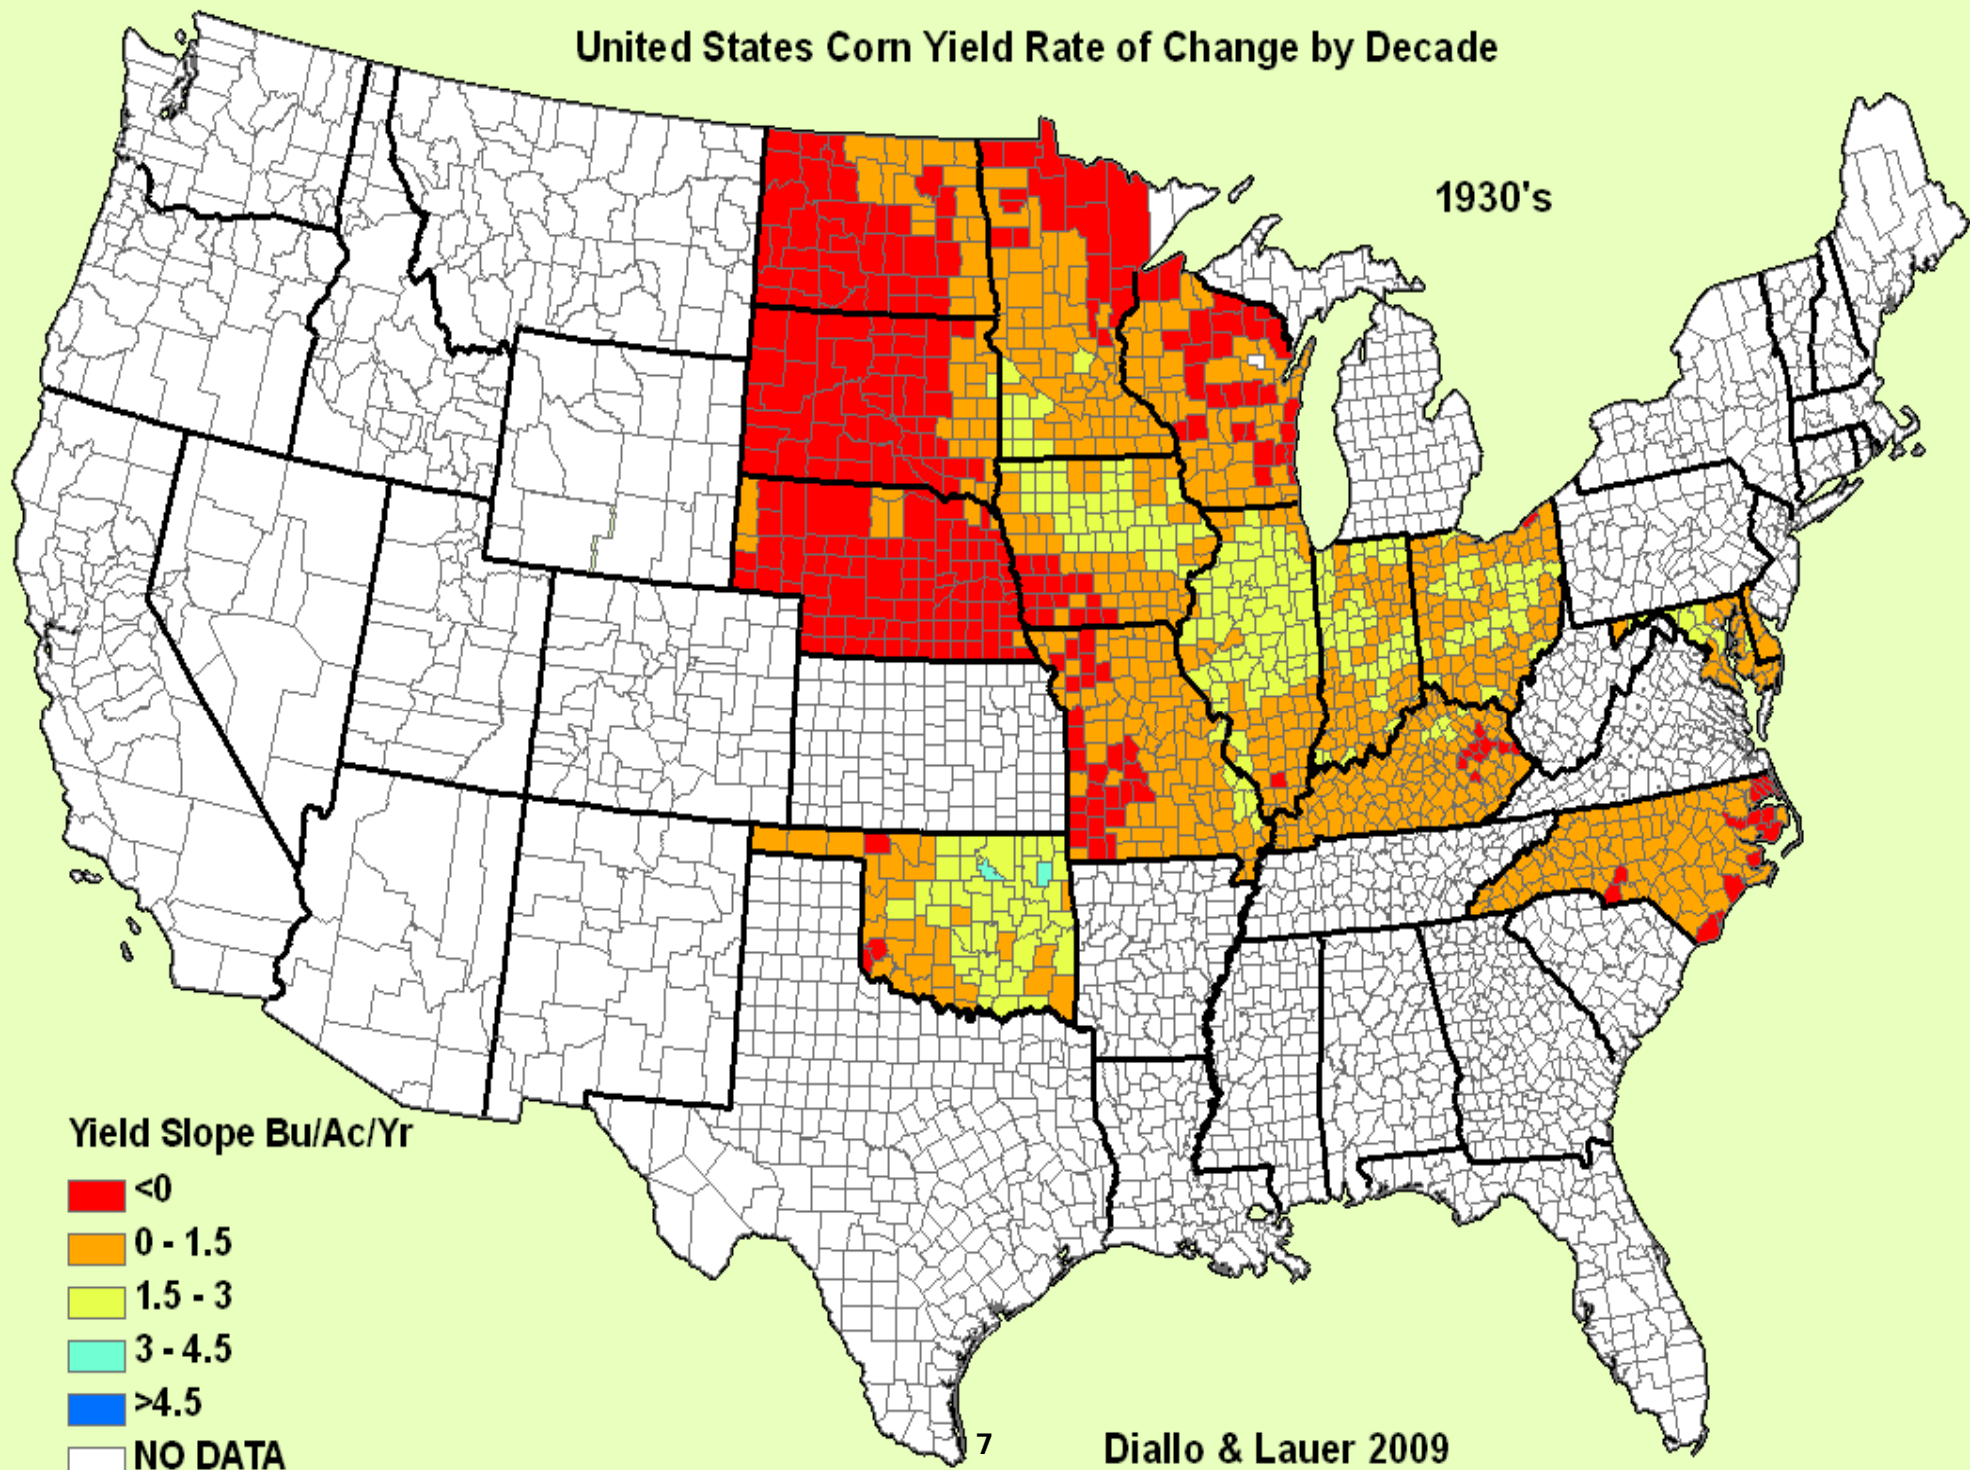 United States Corn Yield Rate of Change by Decade
1930's
Yield Slope Bu/Ac/Yr
<0
0 - 1.5
1.5 - 3
3 - 4.5
>4.5
NO DATA
7
Diallo & Lauer 2009